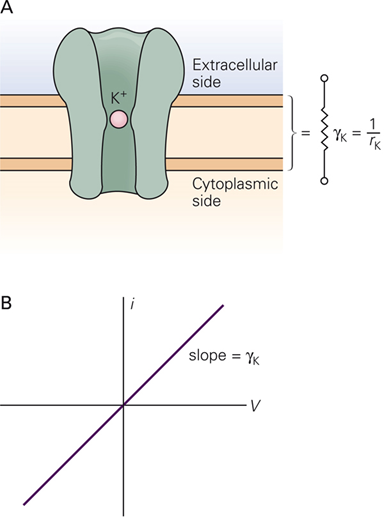 A
Extracellular
side
K⁺
= γK = 1/rK
Cytoplasmic
side
B
i
slope = γK
V